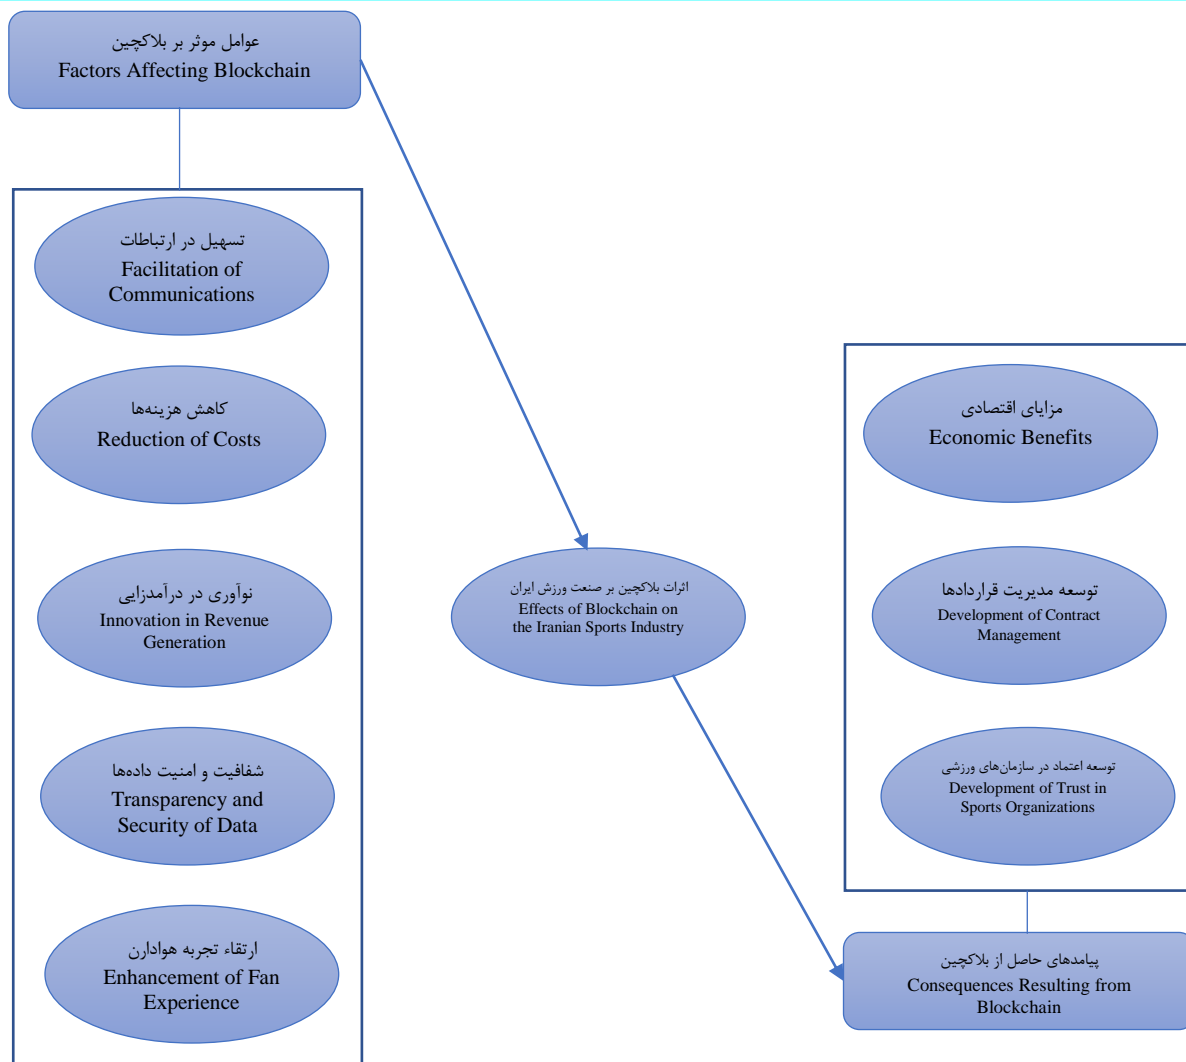 عوامل موثر بر بلاکچین
Factors Affecting Blockchain
تسهیل در ارتباطات
Facilitation of
Communications
کاهش هزینه‌ها
Reduction of Costs
نوآوری در درآمدزایی
Innovation in Revenue
Generation
شفافیت و امنیت داده‌ها
Transparency and
Security of Data
ارتقاء تجربه هوادارن
Enhancement of Fan
Experience
اثرات بلاکچین بر صنعت ورزش ایران
Effects of Blockchain on
the Iranian Sports Industry
مزایای اقتصادی
Economic Benefits
توسعه مدیریت قراردادها
Development of Contract
Management
توسعه اعتماد در سازمان‌های ورزشی
Development of Trust in
Sports Organizations
پیامدهای حاصل از بلاکچین
Consequences Resulting from
Blockchain